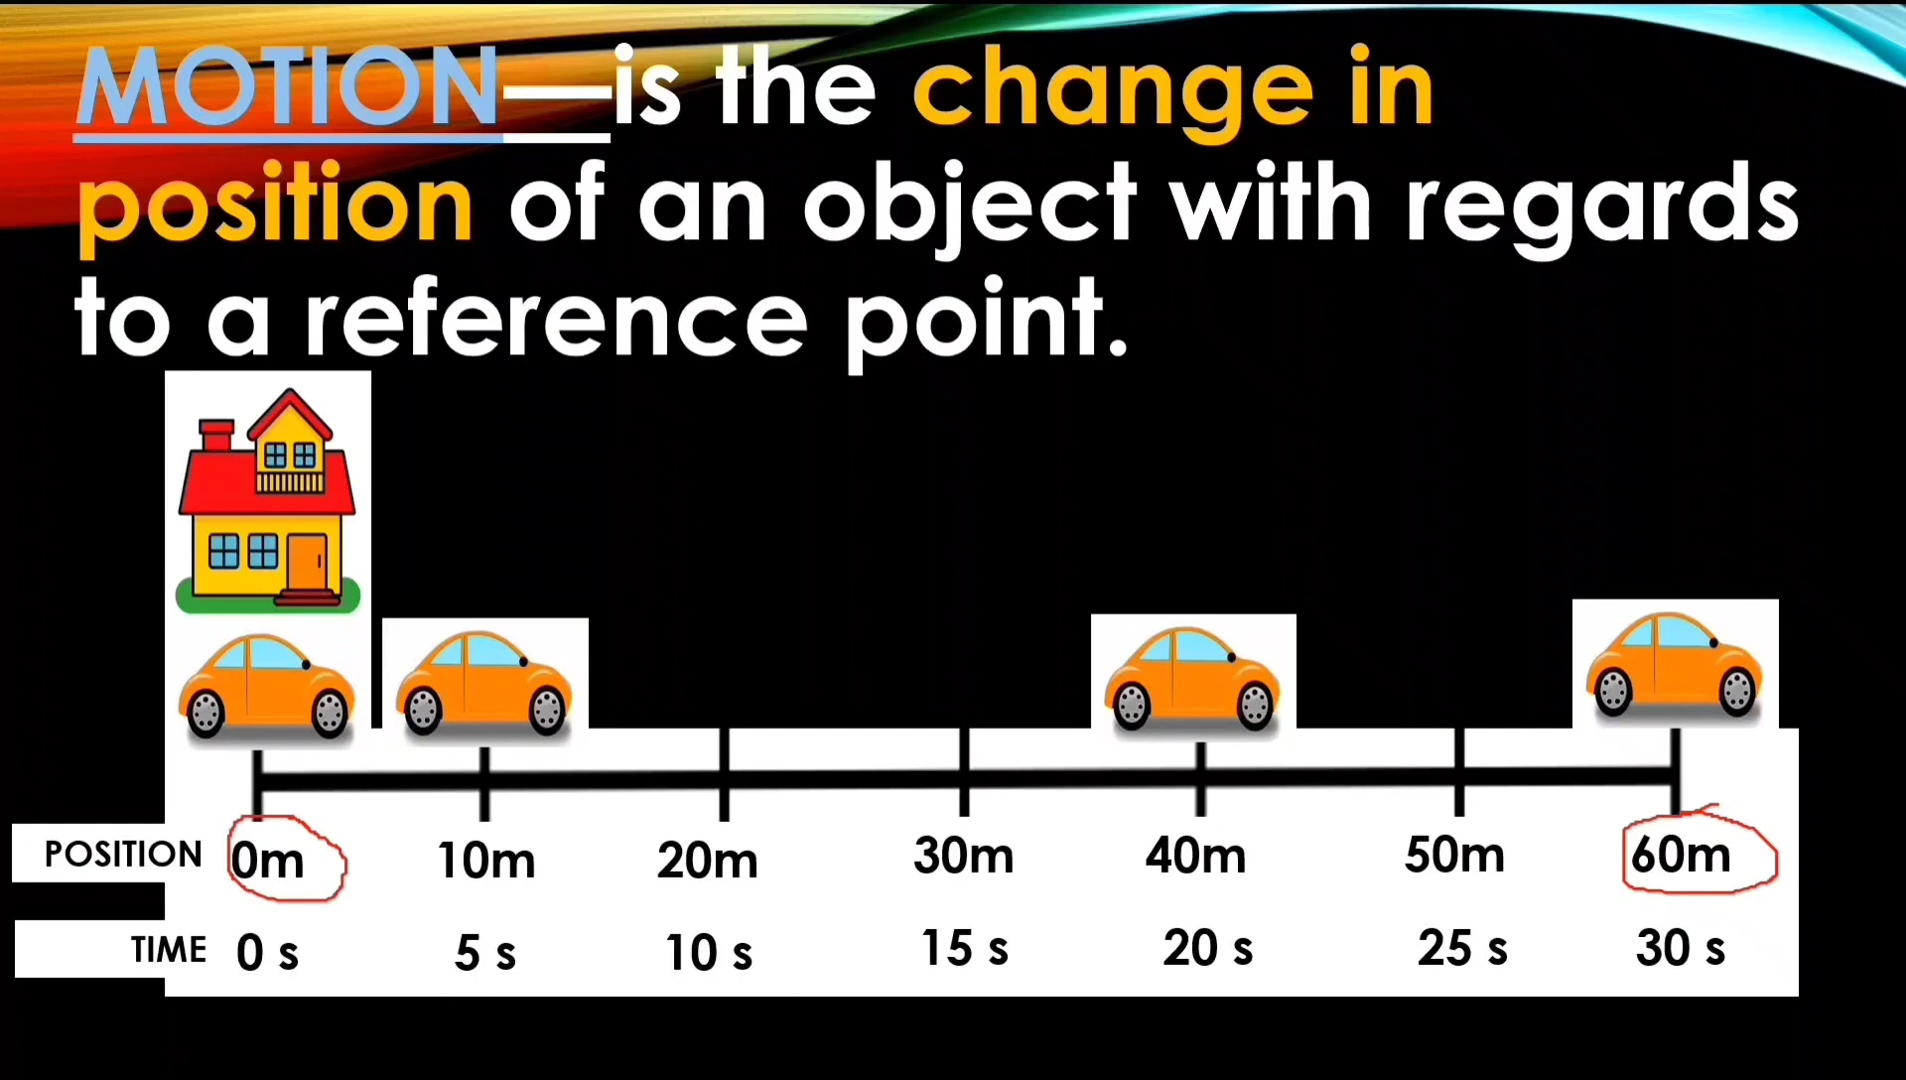 MOTION—is the change in
position of an object with regards
to a reference point.
POSITION 0m 10m 20m 30m 40m 50m 60m
TIME 0 s 5 s 10 s 15 s 20 s 25 s 30 s